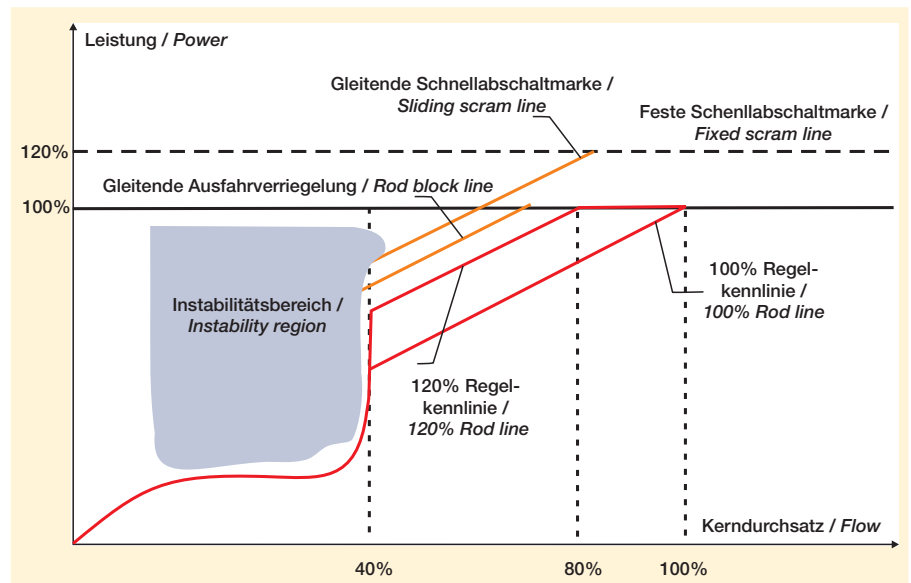 Leistung / Power
Gleitende Schnellabschaltmarke /
Sliding scram line
Feste Schenllabschaltmarke /
Fixed scram line
120%
Gleitende Ausfahrverriegelung / Rod block line
100%
Instabilitätsbereich /
Instability region
100% Regel-
kennlinie /
100% Rod line
120% Regel-
kennlinie /
120% Rod line
Kerndurchsatz / Flow
40%
80%
100%